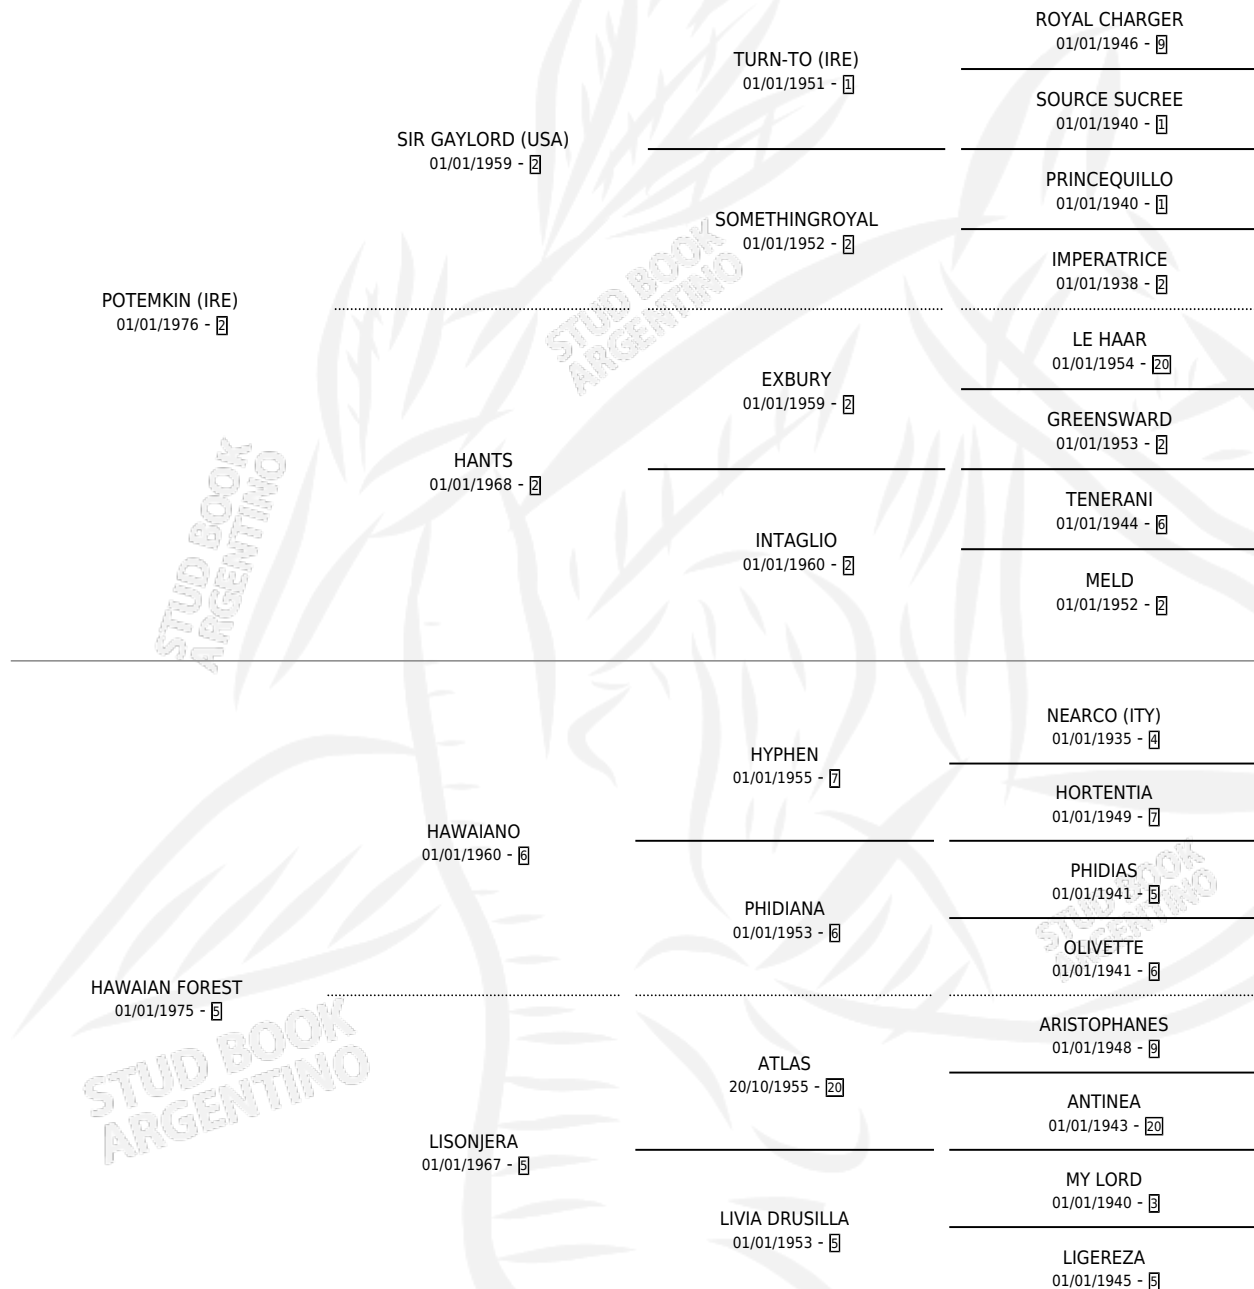 ROYAL CHARGER
01/01/1946 - 9
TURN-TO (IRE)
01/01/1951 - 1
SOURCE SUCREE
01/01/1940 - 1
SIR GAYLORD (USA)
01/01/1959 - 2
PRINCEQUILLO
01/01/1940 - 1
SOMETHINGROYAL
01/01/1952 - 2
IMPERATRICE
01/01/1938 - 2
POTEMKIN (IRE)
01/01/1976 - 2
LE HAAR
01/01/1954 - 20
EXBURY
01/01/1959 - 2
GREENSWARD
01/01/1953 - 2
HANTS
01/01/1968 - 2
TENERANI
01/01/1944 - 6
INTAGLIO
01/01/1960 - 2
MELD
01/01/1952 - 2
NEARCO (ITY)
01/01/1935 - 4
HYPHEN
01/01/1955 - 7
HORTENTIA
01/01/1949 - 7
HAWAIANO
01/01/1960 - 6
PHIDIAS
01/01/1941 - 5
PHIDIANA
01/01/1953 - 6
OLIVETTE
01/01/1941 - 6
HAWAIAN FOREST
01/01/1975 - 5
ARISTOPHANES
01/01/1948 - 9
ATLAS
20/10/1955 - 20
ANTINEA
01/01/1943 - 20
LISONJERA
01/01/1967 - 5
MY LORD
01/01/1940 - 3
LIVIA DRUSILLA
01/01/1953 - 5
LIGEREZA
01/01/1945 - 5
STUD BOOK
ARGENTINO
STUD BOOK
ARGENTINO
STUD BOOK
ARGENTINO
STUD BOOK
ARGENTINO